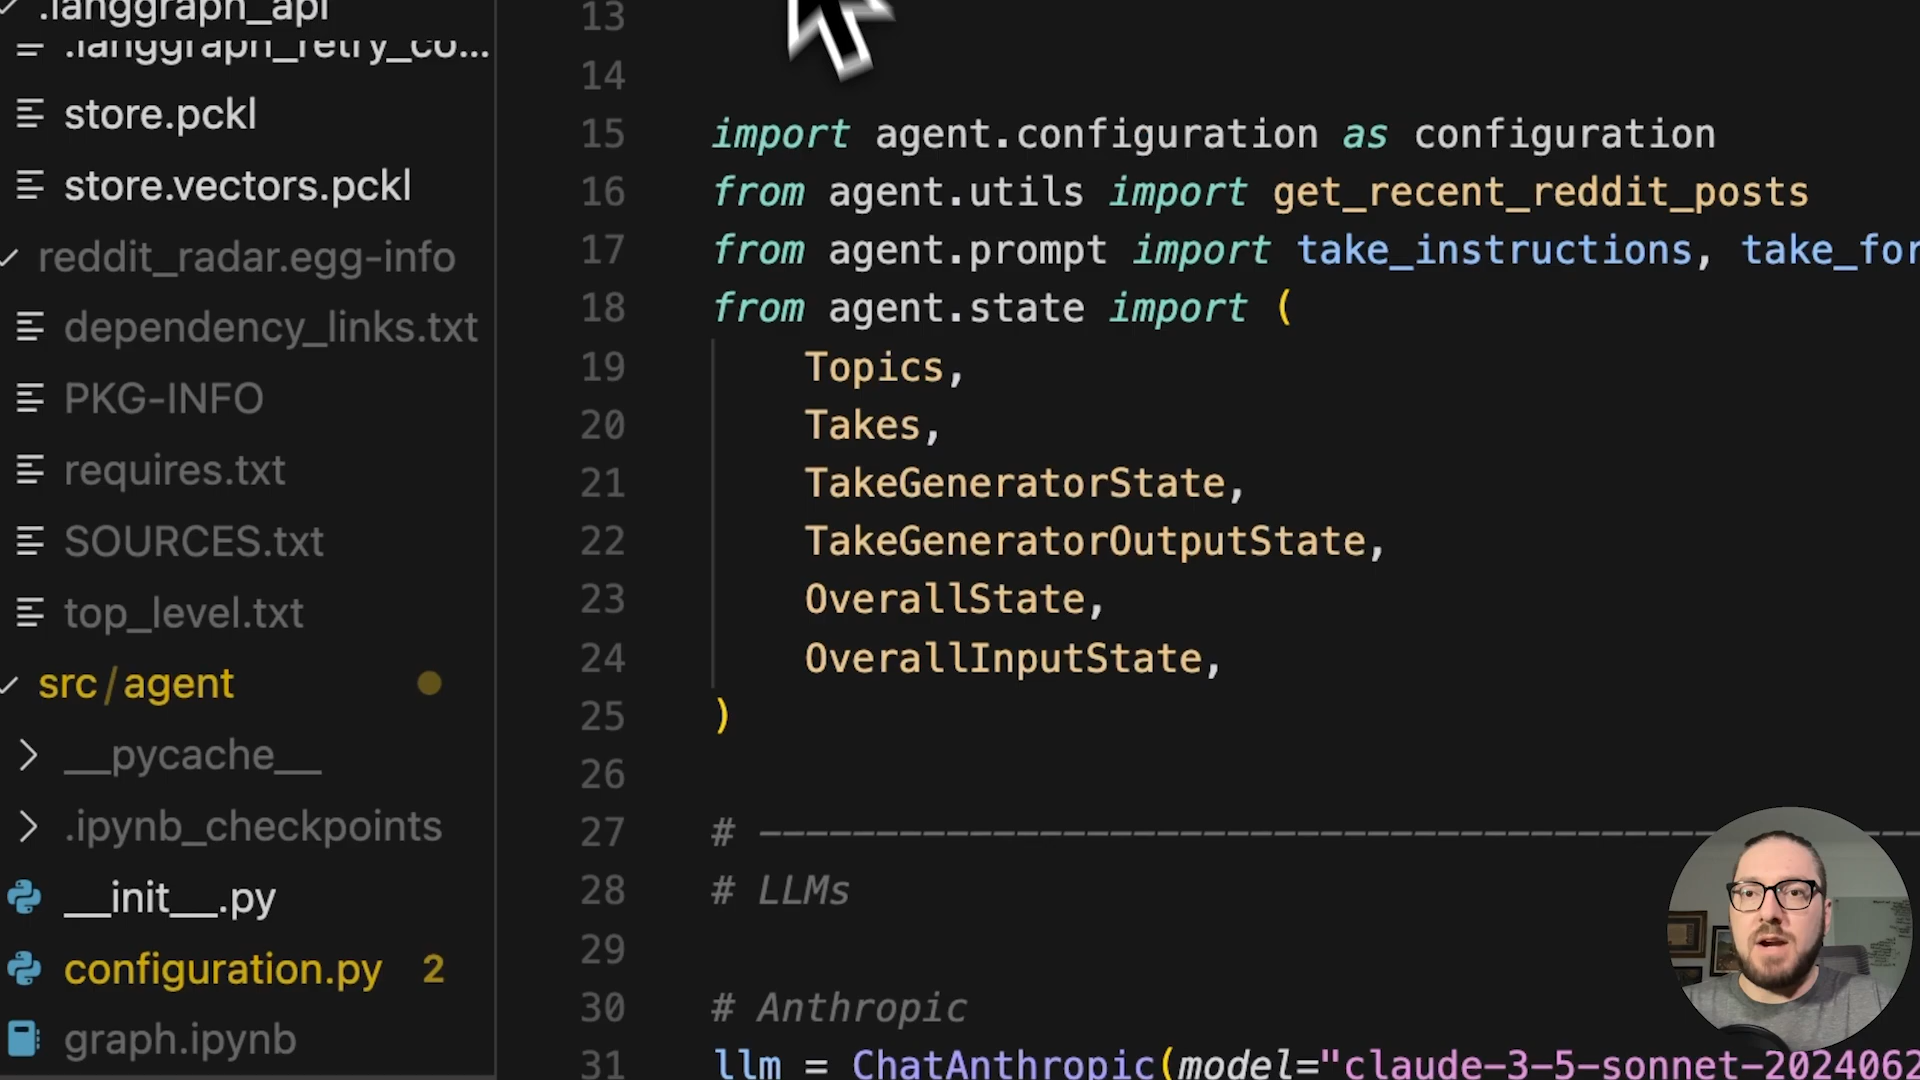 .langgraph_api
.langgraph_retry_co...
store.pckl
store.vectors.pckl
reddit_radar.egg-info
dependency_links.txt
PKG-INFO
requires.txt
SOURCES.txt
top_level.txt
src/agent
__pycache__
.ipynb_checkpoints
__init__.py
configuration.py 2
graph.ipynb
13
14
15 import agent.configuration as configuration
16 from agent.utils import get_recent_reddit_posts
17 from agent.prompt import take_instructions, take_for
18 from agent.state import (
19 Topics,
20 Takes,
21 TakeGeneratorState,
22 TakeGeneratorOutputState,
23 OverallState,
24 OverallInputState,
25 )
26
27 # ----------------------------------------
28 # LLMs
29
30 # Anthropic
31 llm = ChatAnthropic(model="claude-3-5-sonnet-2024062